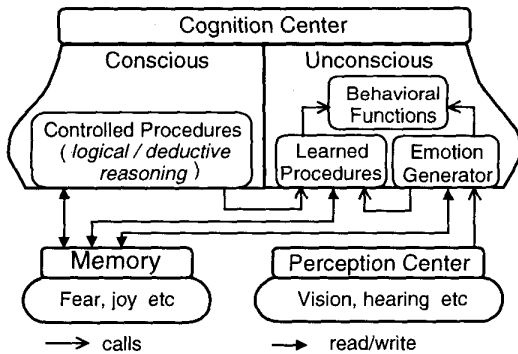 Cognition Center
Conscious
Unconscious
Behavioral
Functions
Controlled Procedures
( logical / deductive
reasoning )
Learned
Procedures
Emotion
Generator
Memory
Fear, joy etc
Perception Center
Vision, hearing etc
calls
read/write